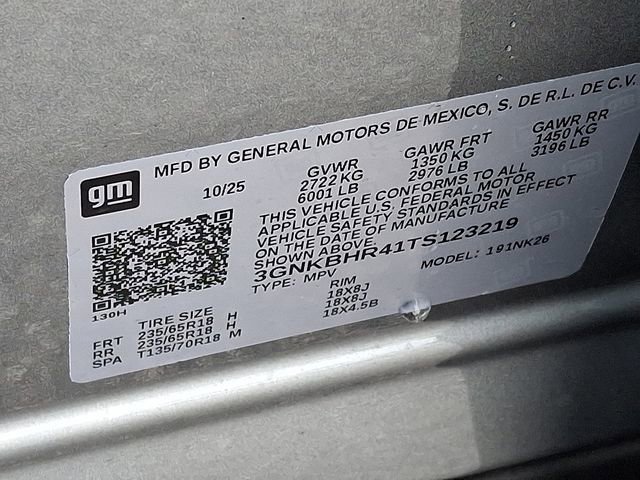 gm
MFD BY GENERAL MOTORS DE MEXICO, S. DE R.L. DE C.V.
10/25
GVWR GAWR FRT GAWR RR
2722 KG 1350 KG 1450 KG
6001 LB 2976 LB 3196 LB
THIS VEHICLE CONFORMS TO ALL
APPLICABLE U.S. FEDERAL MOTOR
VEHICLE SAFETY STANDARDS IN EFFECT
ON THE DATE OF MANUFACTURE
SHOWN ABOVE.
3GNKBHR41TS123219
TYPE: MPV MODEL: 191NK26
130H
TIRE SIZE RIM
FRT 235/65R18 H 18X8J
RR 235/65R18 H 18X8J
SPA T135/70R18 M 18X4.5B